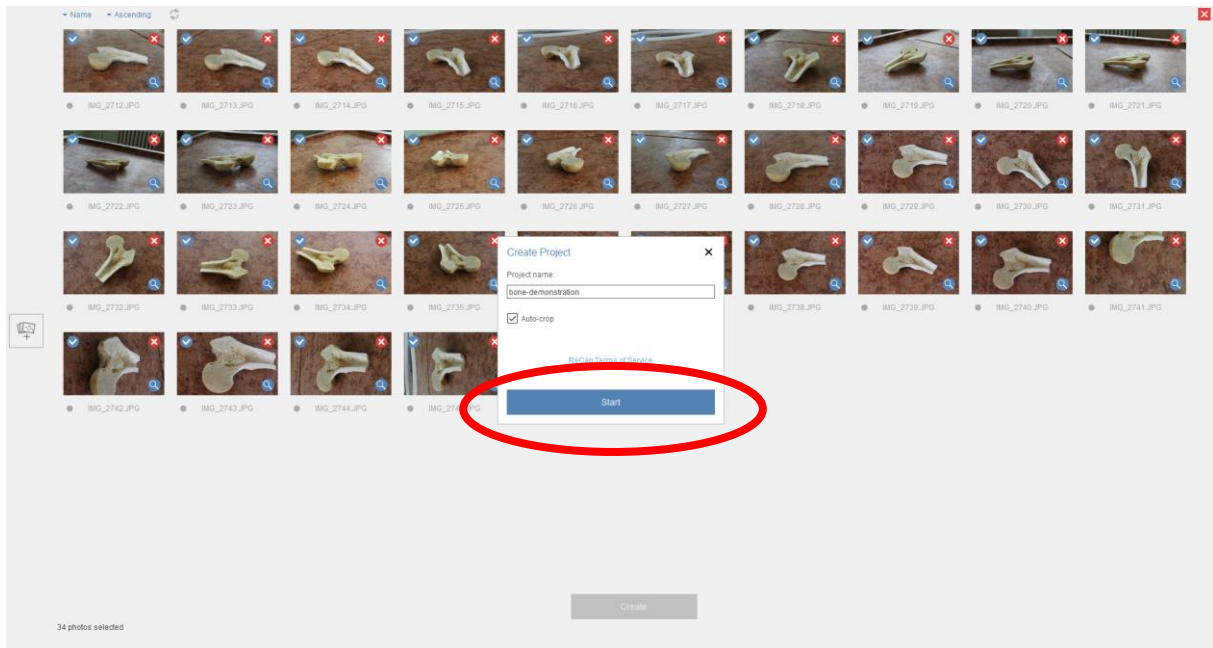 Name Ascending
IMG_2712.JPG IMG_2713.JPG IMG_2714.JPG IMG_2715.JPG IMG_2716.JPG IMG_2717.JPG IMG_2718.JPG IMG_2719.JPG IMG_2720.JPG IMG_2721.JPG
IMG_2722.JPG IMG_2723.JPG IMG_2724.JPG IMG_2725.JPG IMG_2726.JPG IMG_2727.JPG IMG_2728.JPG IMG_2729.JPG IMG_2730.JPG IMG_2731.JPG
Create Project
Project name:
bone-demonstration
Auto-crop
IMG_2732.JPG IMG_2733.JPG IMG_2734.JPG IMG_2735.JPG IMG_2738.JPG IMG_2739.JPG IMG_2740.JPG IMG_2741.JPG
ReCap Terms of Service
Start
IMG_2742.JPG IMG_2743.JPG IMG_2744.JPG
Create
34 photos selected